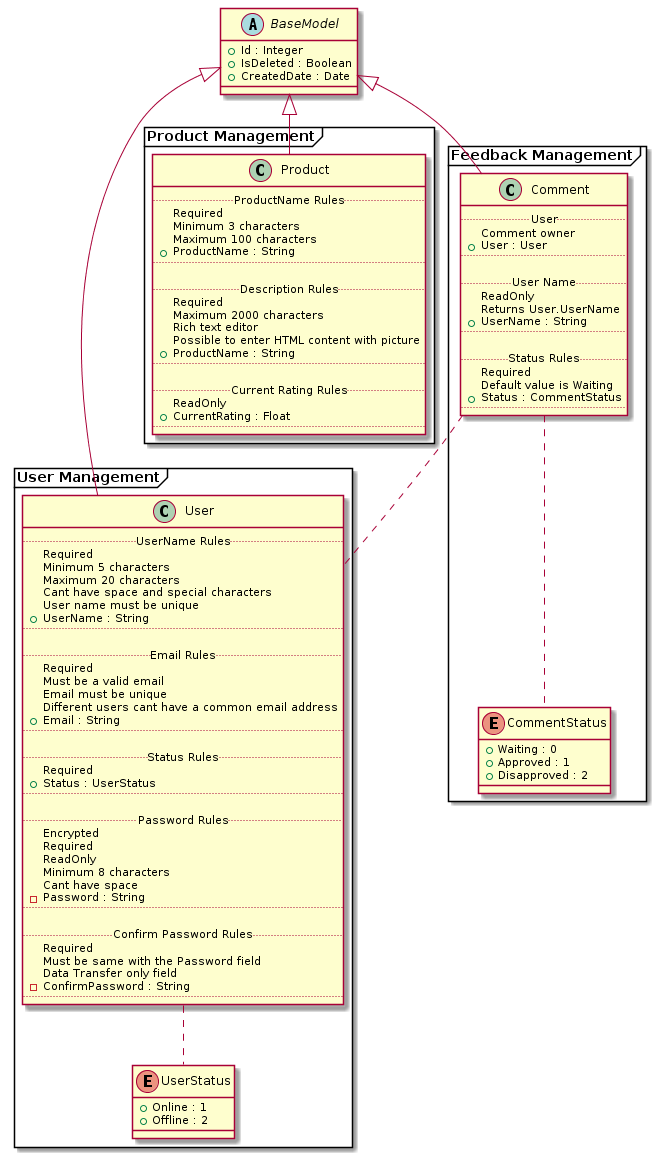 A BaseModel
Id : Integer
IsDeleted : Boolean
CreatedDate : Date
Product Management
C Product
ProductName Rules
Required
Minimum 3 characters
Maximum 100 characters
ProductName : String
Description Rules
Required
Maximum 2000 characters
Rich text editor
Possible to enter HTML content with picture
ProductName : String
Current Rating Rules
ReadOnly
CurrentRating : Float
Feedback Management
C Comment
User
Comment owner
User : User
User Name
ReadOnly
Returns User.UserName
UserName : String
Status Rules
Required
Default value is Waiting
Status : CommentStatus
User Management
C User
UserName Rules
Required
Minimum 5 characters
Maximum 20 characters
Cant have space and special characters
User name must be unique
UserName : String
Email Rules
Required
Must be a valid email
Email must be unique
Different users cant have a common email address
Email : String
Status Rules
Required
Status : UserStatus
Password Rules
Encrypted
Required
ReadOnly
Minimum 8 characters
Cant have space
Password : String
Confirm Password Rules
Required
Must be same with the Password field
Data Transfer only field
ConfirmPassword : String
E CommentStatus
Waiting : 0
Approved : 1
Disapproved : 2
E UserStatus
Online : 1
Offline : 2